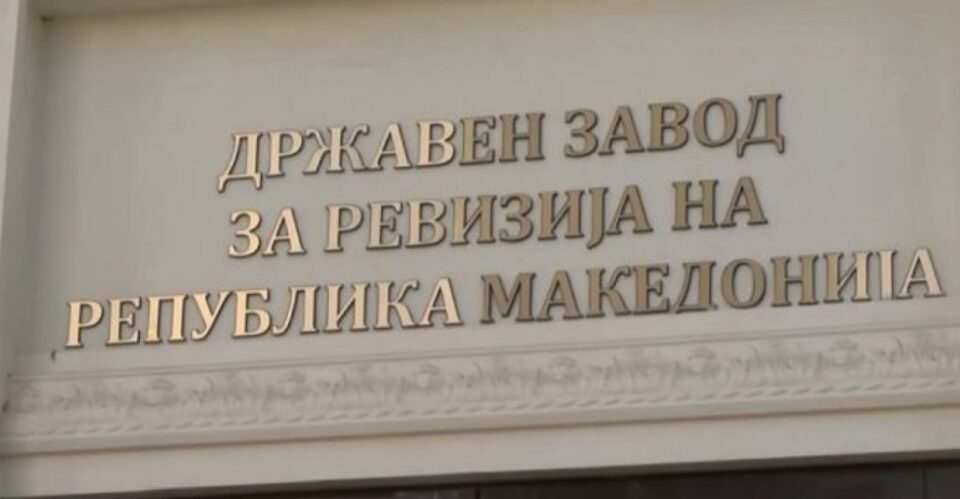 ДРЖАВЕН ЗАВОД
ЗА РЕВИЗИЈА НА
РЕПУБЛИКА МАКЕДОНИЈА